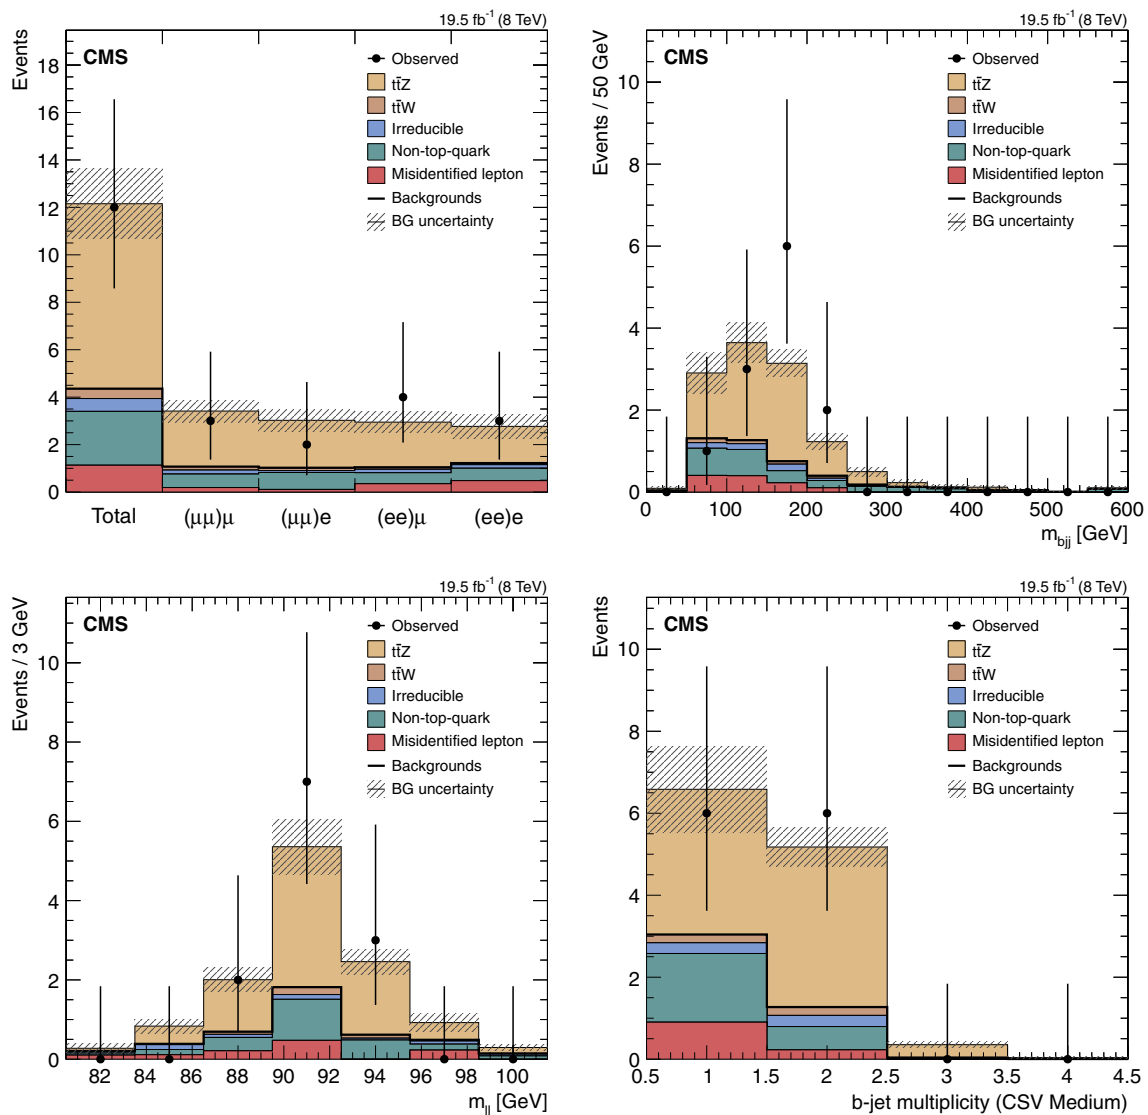 19.5 fb⁻¹ (8 TeV)
CMS
Events
18
16
14
12
10
8
6
4
2
0
Observed
tt̄Z
tt̄W
Irreducible
Non-top-quark
Misidentified lepton
Backgrounds
BG uncertainty
Total
(μμ)μ
(μμ)e
(ee)μ
(ee)e
19.5 fb⁻¹ (8 TeV)
CMS
Events / 50 GeV
10
8
6
4
2
0
Observed
tt̄Z
tt̄W
Irreducible
Non-top-quark
Misidentified lepton
Backgrounds
BG uncertainty
0 100 200 300 400 500 600
m_bjj [GeV]
19.5 fb⁻¹ (8 TeV)
CMS
Events / 3 GeV
10
8
6
4
2
0
Observed
tt̄Z
tt̄W
Irreducible
Non-top-quark
Misidentified lepton
Backgrounds
BG uncertainty
82 84 86 88 90 92 94 96 98 100
m_ll [GeV]
19.5 fb⁻¹ (8 TeV)
CMS
Events
10
8
6
4
2
0
Observed
tt̄Z
tt̄W
Irreducible
Non-top-quark
Misidentified lepton
Backgrounds
BG uncertainty
0.5 1 1.5 2 2.5 3 3.5 4 4.5
b-jet multiplicity (CSV Medium)